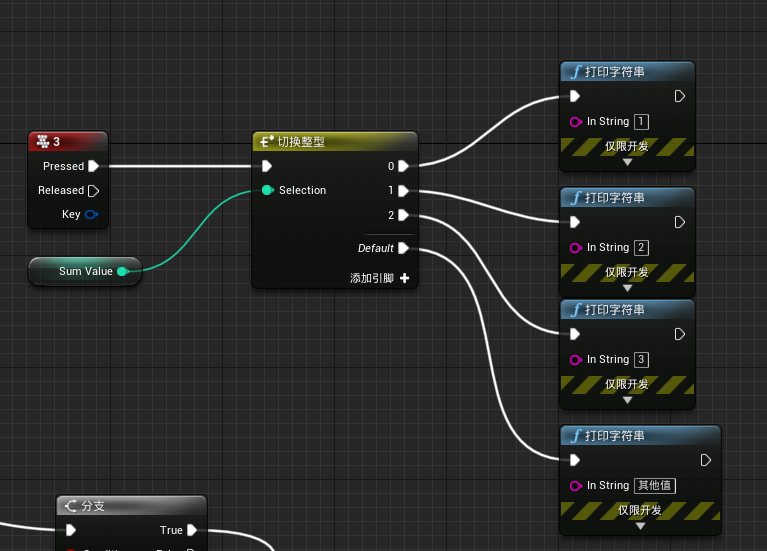 3
Pressed
Released
Key
Sum Value
切换整型
Selection
0
1
2
Default
添加引脚
打印字符串
In String 1
仅限开发
打印字符串
In String 2
仅限开发
打印字符串
In String 3
仅限开发
打印字符串
In String 其他值
仅限开发
分支
True